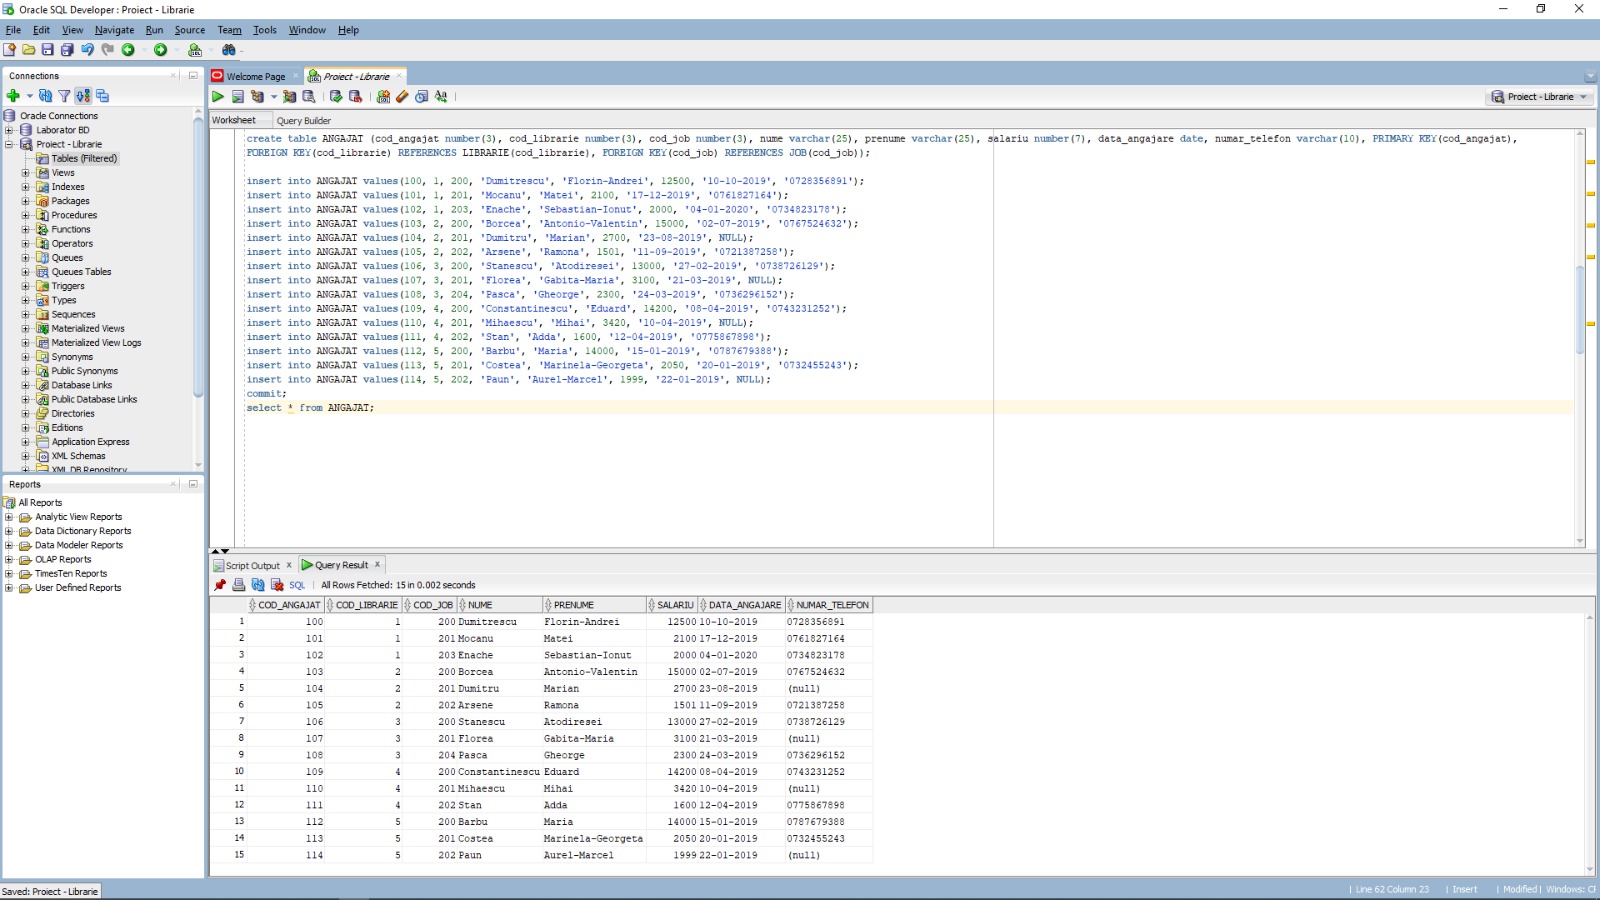 Oracle SQL Developer : Proiect - Librarie
File Edit View Navigate Run Source Team Tools Window Help
Connections
Oracle Connections
Laborator BD
Proiect - Librarie
Tables (Filtered)
Views
Indexes
Packages
Procedures
Functions
Operators
Queues
Queues Tables
Triggers
Types
Sequences
Materialized Views
Materialized View Logs
Synonyms
Public Synonyms
Database Links
Public Database Links
Directories
Editions
Application Express
XML Schemas
XML DB Repository
Reports
All Reports
Analytic View Reports
Data Dictionary Reports
Data Modeler Reports
OLAP Reports
TimesTen Reports
User Defined Reports
Welcome Page Proiect - Librarie
Proiect - Librarie
Worksheet Query Builder
create table ANGAJAT (cod_angajat number(3), cod_librarie number(3), cod_job number(3), nume varchar(25), prenume varchar(25), salariu number(7), data_angajare date, numar_telefon varchar(10), PRIMARY KEY(cod_angajat),
FOREIGN KEY(cod_librarie) REFERENCES LIBRARIE(cod_librarie), FOREIGN KEY(cod_job) REFERENCES JOB(cod_job));
insert into ANGAJAT values(100, 1, 200, 'Dumitrescu', 'Florin-Andrei', 12500, '10-10-2019', '0728356891');
insert into ANGAJAT values(101, 1, 201, 'Mocanu', 'Matei', 2100, '17-12-2019', '0761827164');
insert into ANGAJAT values(102, 1, 203, 'Enache', 'Sebastian-Ionut', 2000, '04-01-2020', '0734823178');
insert into ANGAJAT values(103, 2, 200, 'Borcea', 'Antonio-Valentin', 15000, '02-07-2019', '0767524632');
insert into ANGAJAT values(104, 2, 201, 'Dumitru', 'Marian', 2700, '23-08-2019', NULL);
insert into ANGAJAT values(105, 2, 202, 'Arsene', 'Ramona', 1501, '11-09-2019', '0721387258');
insert into ANGAJAT values(106, 3, 200, 'Stanescu', 'Atodiresei', 13000, '27-02-2019', '0738726129');
insert into ANGAJAT values(107, 3, 201, 'Florea', 'Gabita-Maria', 3100, '21-03-2019', NULL);
insert into ANGAJAT values(108, 3, 204, 'Pasca', 'Gheorge', 2300, '24-03-2019', '0736296152');
insert into ANGAJAT values(109, 4, 200, 'Constantinescu', 'Eduard', 14200, '08-04-2019', '0743231252');
insert into ANGAJAT values(110, 4, 201, 'Mihaescu', 'Mihai', 3420, '10-04-2019', NULL);
insert into ANGAJAT values(111, 4, 202, 'Stan', 'Adda', 1600, '12-04-2019', '0775867898');
insert into ANGAJAT values(112, 5, 200, 'Barbu', 'Maria', 14000, '15-01-2019', '0787679388');
insert into ANGAJAT values(113, 5, 201, 'Costea', 'Marinela-Georgeta', 2050, '20-01-2019', '0732455243');
insert into ANGAJAT values(114, 5, 202, 'Paun', 'Aurel-Marcel', 1999, '22-01-2019', NULL);
commit;
select * from ANGAJAT;
Script Output Query Result
SQL All Rows Fetched: 15 in 0.002 seconds
COD_ANGAJAT COD_LIBRARIE COD_JOB NUME PRENUME SALARIU DATA_ANGAJARE NUMAR_TELEFON
1 100 1 200 Dumitrescu Florin-Andrei 12500 10-10-2019 0728356891
2 101 1 201 Mocanu Matei 2100 17-12-2019 0761827164
3 102 1 203 Enache Sebastian-Ionut 2000 04-01-2020 0734823178
4 103 2 200 Borcea Antonio-Valentin 15000 02-07-2019 0767524632
5 104 2 201 Dumitru Marian 2700 23-08-2019 (null)
6 105 2 202 Arsene Ramona 1501 11-09-2019 0721387258
7 106 3 200 Stanescu Atodiresei 13000 27-02-2019 0738726129
8 107 3 201 Florea Gabita-Maria 3100 21-03-2019 (null)
9 108 3 204 Pasca Gheorge 2300 24-03-2019 0736296152
10 109 4 200 Constantinescu Eduard 14200 08-04-2019 0743231252
11 110 4 201 Mihaescu Mihai 3420 10-04-2019 (null)
12 111 4 202 Stan Adda 1600 12-04-2019 0775867898
13 112 5 200 Barbu Maria 14000 15-01-2019 0787679388
14 113 5 201 Costea Marinela-Georgeta 2050 20-01-2019 0732455243
15 114 5 202 Paun Aurel-Marcel 1999 22-01-2019 (null)
Saved: Proiect - Librarie
Line 62 Column 23 Insert Modified Windows: CF